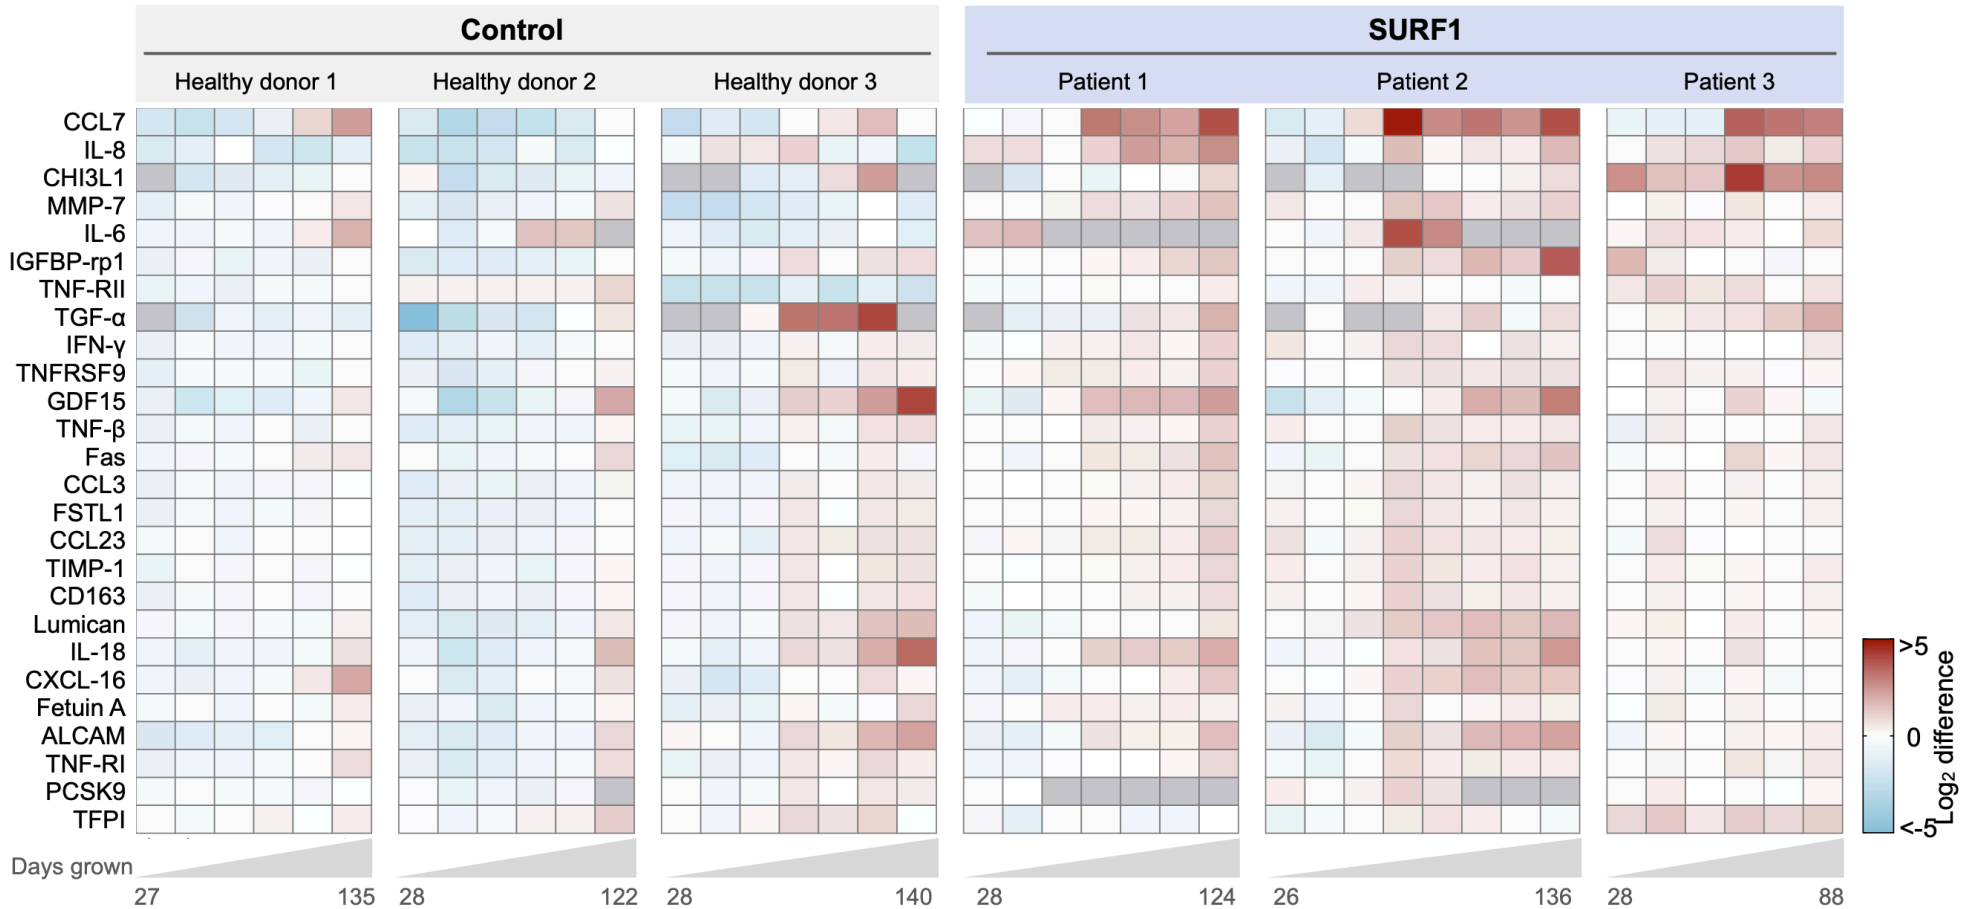 Control
SURF1
Healthy donor 1
Healthy donor 2
Healthy donor 3
Patient 1
Patient 2
Patient 3
CCL7
IL-8
CHI3L1
MMP-7
IL-6
IGFBP-rp1
TNF-RII
TGF-α
IFN-γ
TNFRSF9
GDF15
TNF-β
Fas
CCL3
FSTL1
CCL23
TIMP-1
CD163
Lumican
IL-18
CXCL-16
Fetuin A
ALCAM
TNF-RI
PCSK9
TFPI
>5
0
<-5
Log₂ difference
Days grown
27
135
28
122
28
140
28
124
26
136
28
88